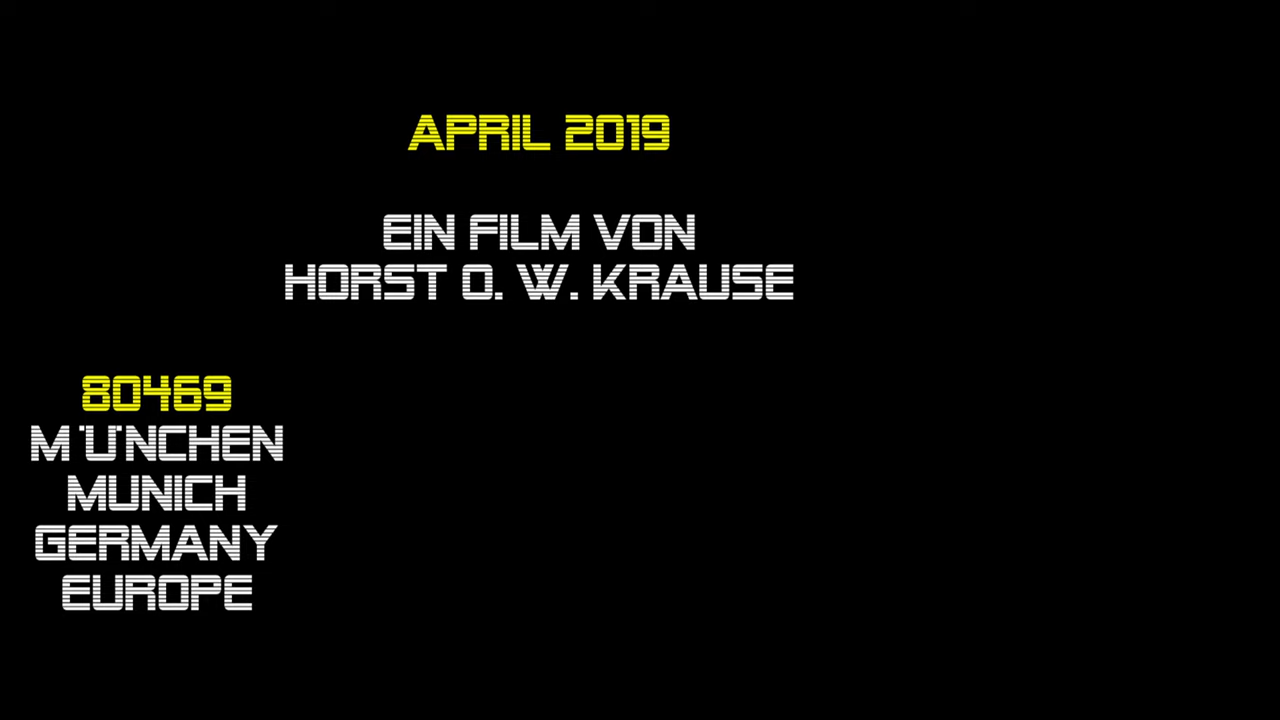 APRIL 2019
EIN FILM VON
HORST O. W. KRAUSE
80469
MÜNCHEN
MUNICH
GERMANY
EUROPE